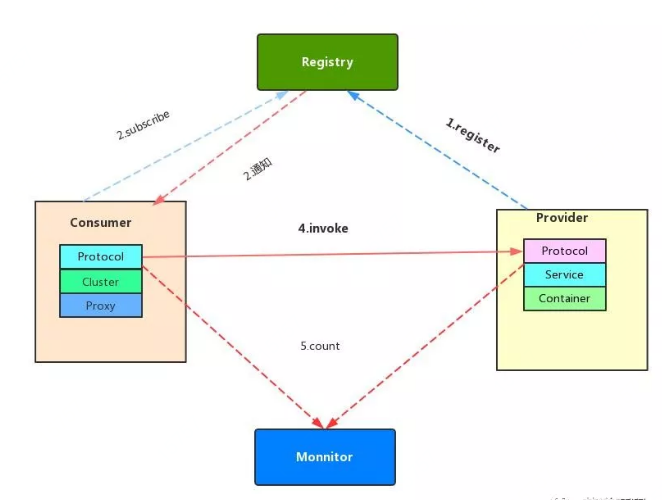 Registry
2.subscribe
1.register
2.通知
Consumer
Provider
4.invoke
Protocol
Cluster
Proxy
Protocol
Service
Container
5.count
Monnitor